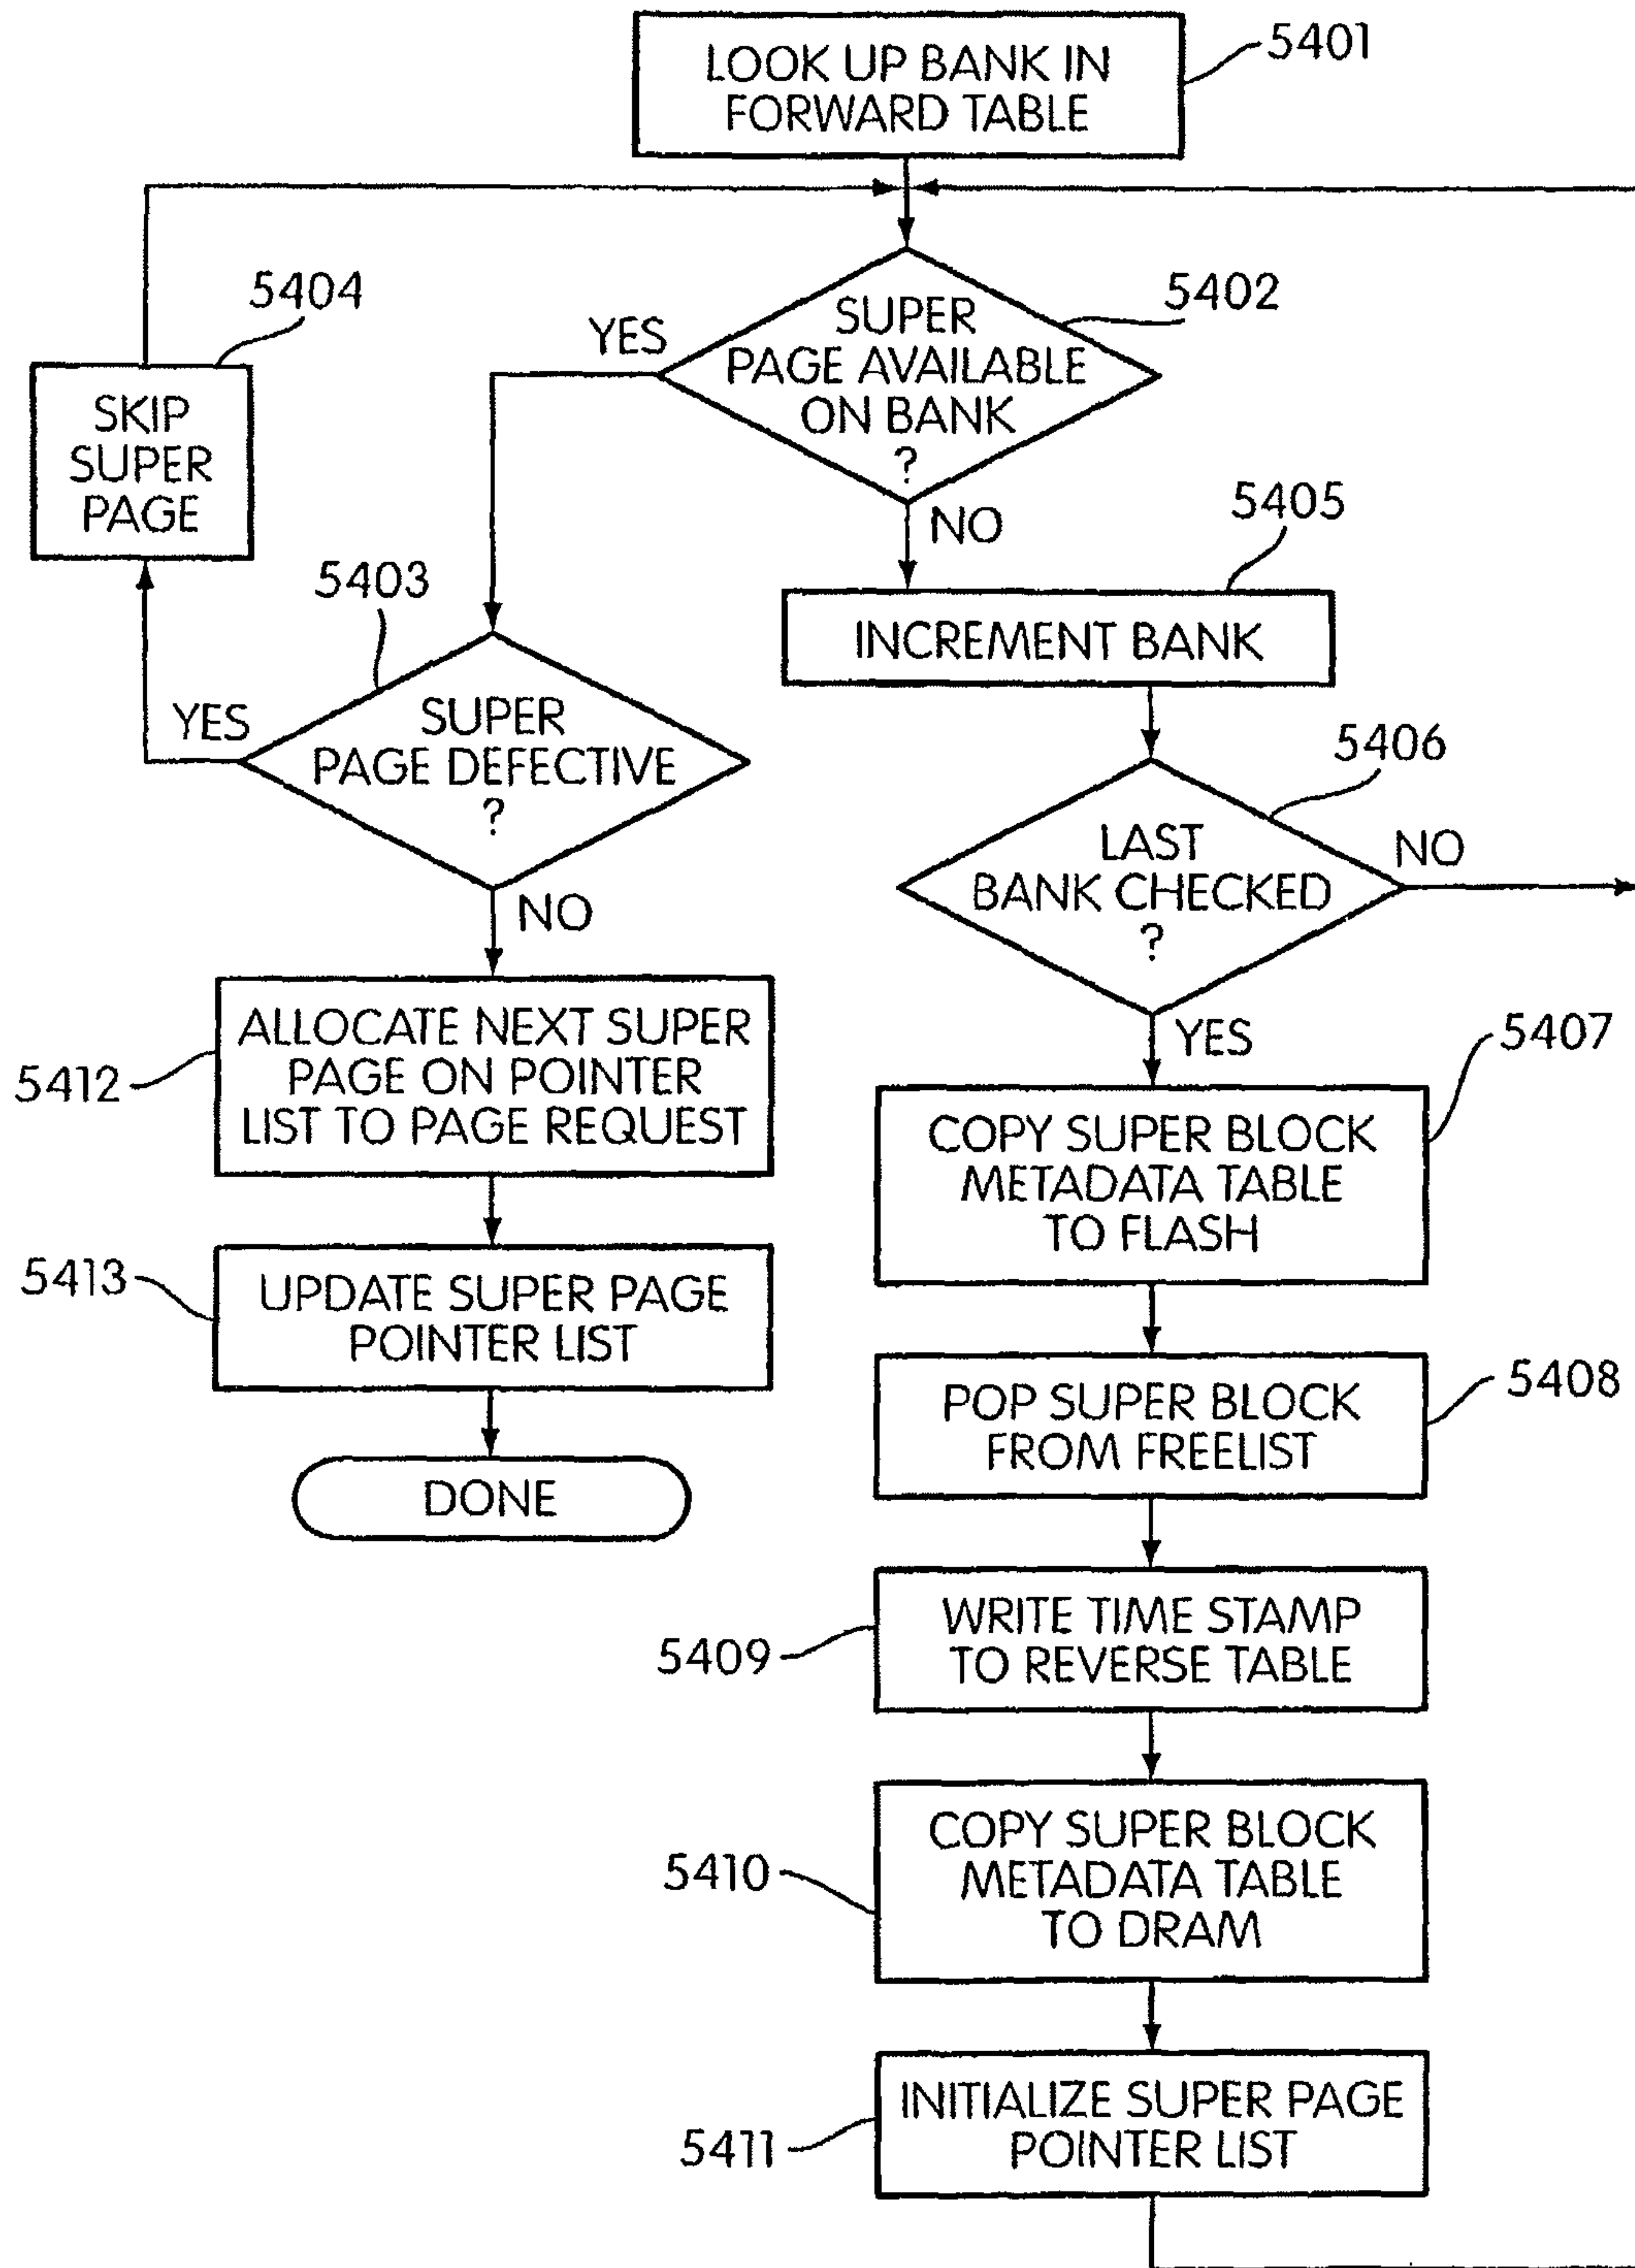 LOOK UP BANK IN
FORWARD TABLE
5401
5404
SKIP
SUPER
PAGE
YES
SUPER
PAGE AVAILABLE
ON BANK
?
5402
NO
5405
INCREMENT BANK
5403
YES
SUPER
PAGE DEFECTIVE
?
NO
5406
LAST
BANK CHECKED
?
NO
YES
5412
ALLOCATE NEXT SUPER
PAGE ON POINTER
LIST TO PAGE REQUEST
5407
COPY SUPER BLOCK
METADATA TABLE
TO FLASH
5413
UPDATE SUPER PAGE
POINTER LIST
DONE
5408
POP SUPER BLOCK
FROM FREELIST
5409
WRITE TIME STAMP
TO REVERSE TABLE
5410
COPY SUPER BLOCK
METADATA TABLE
TO DRAM
5411
INITIALIZE SUPER PAGE
POINTER LIST